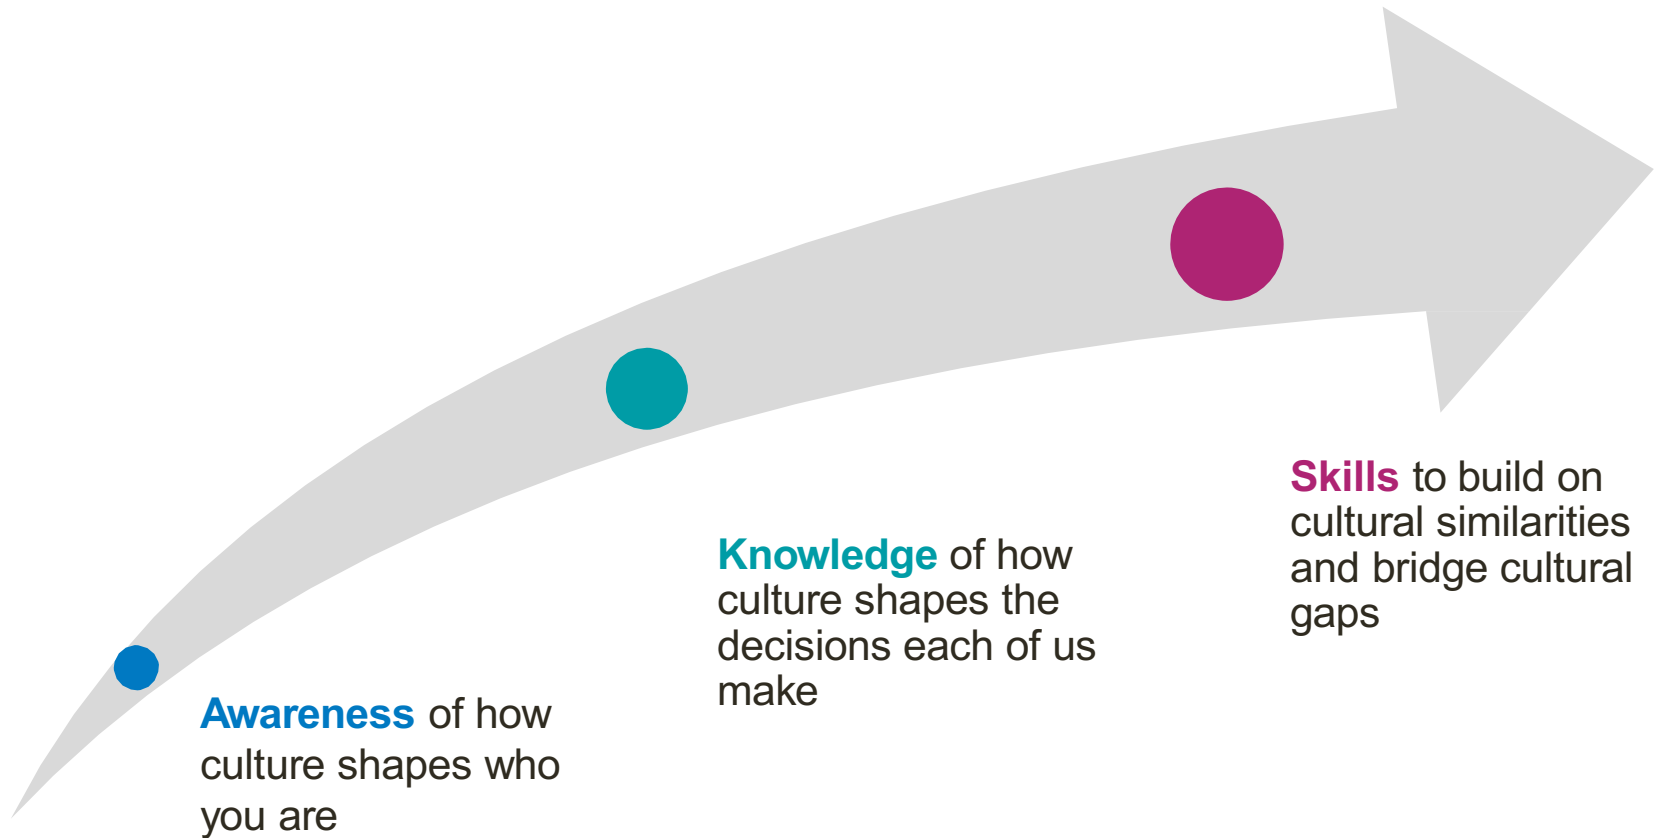 Awareness of how
culture shapes who
you are
Knowledge of how
culture shapes the
decisions each of us
make
Skills to build on
cultural similarities
and bridge cultural
gaps